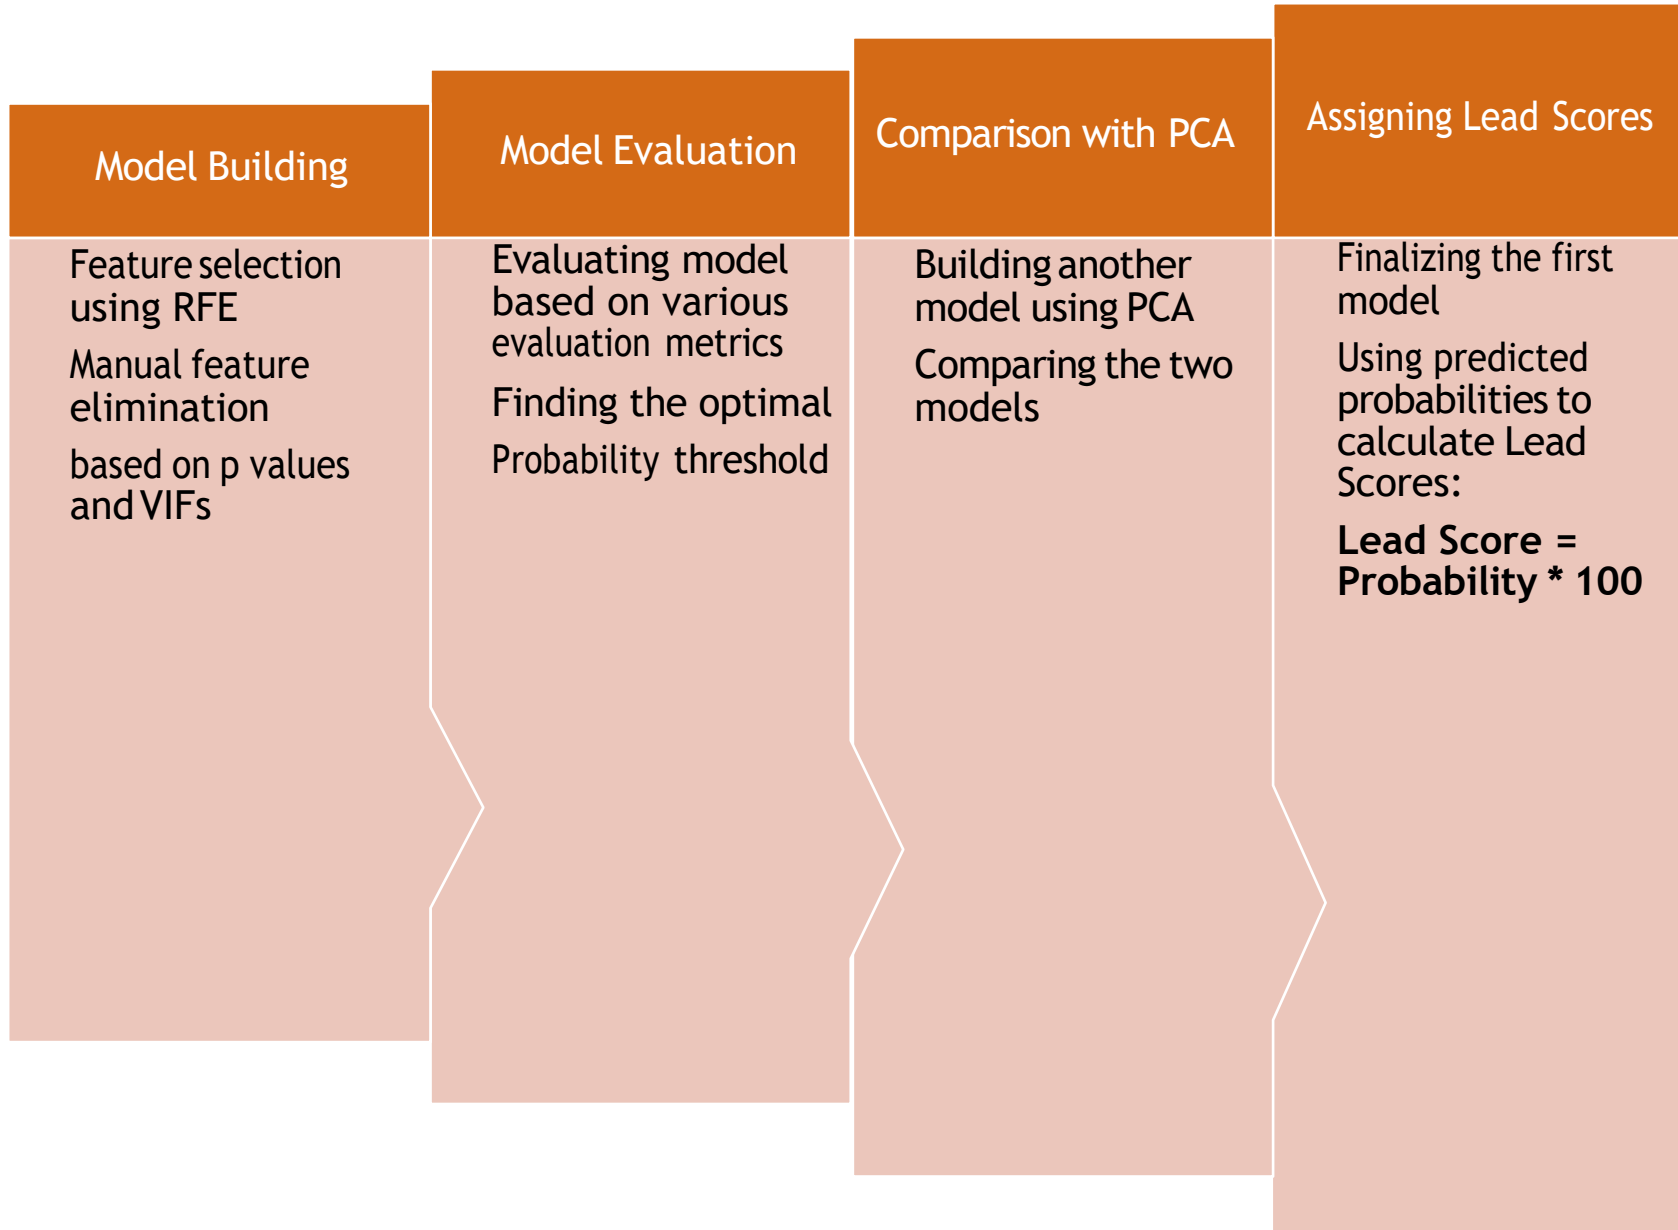 Model Building
Feature selection
using RFE
Manual feature
elimination
based on p values
and VIFs
Model Evaluation
Evaluating model
based on various
evaluation metrics
Finding the optimal
Probability threshold
Comparison with PCA
Building another
model using PCA
Comparing the two
models
Assigning Lead Scores
Finalizing the first
model
Using predicted
probabilities to
calculate Lead
Scores:
Lead Score =
Probability * 100